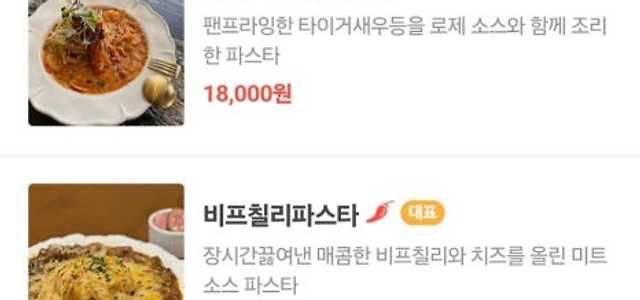 팬프라잉한 타이거새우등을 로제 소스와 함께 조리
한 파스타
18,000원
비프칠리파스타 대표
장시간끓여낸 매콤한 비프칠리와 치즈를 올린 미트
소스 파스타